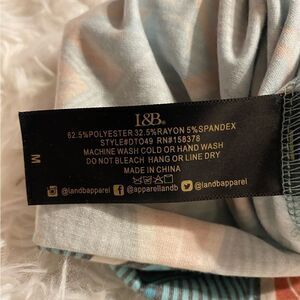 I&B.
62.5%POLYESTER 32.5%RAYON 5%SPANDEX
STYLE#DT049 RN#158378
MACHINE WASH COLD OR HAND WASH
DO NOT BLEACH HANG OR LINE DRY
MADE IN CHINA
@landbapparel @apparellandb @landbapparel
M